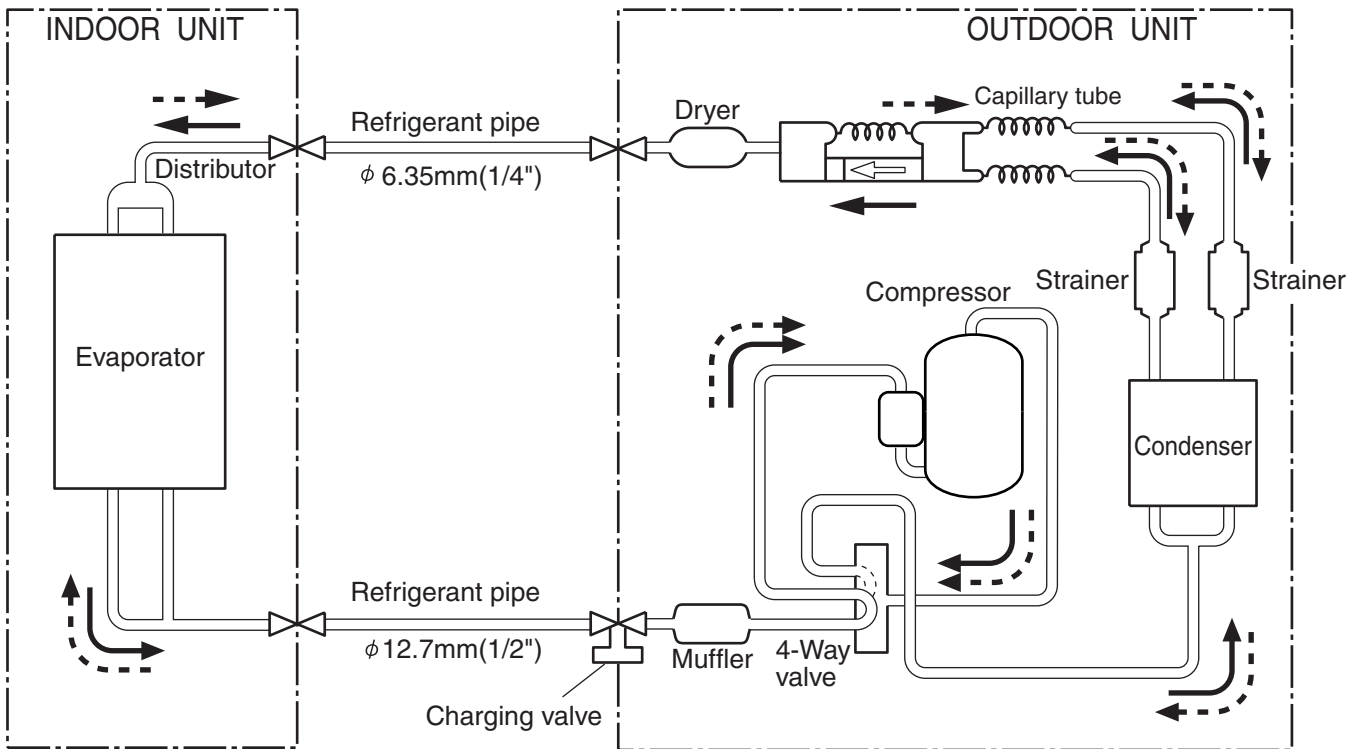 INDOOR UNIT
OUTDOOR UNIT
Refrigerant pipe
ϕ 6.35mm(1/4")
Distributor
Dryer
Capillary tube
Evaporator
Compressor
Strainer
Strainer
Condenser
Refrigerant pipe
ϕ 12.7mm(1/2")
Muffler
4-Way
valve
Charging valve